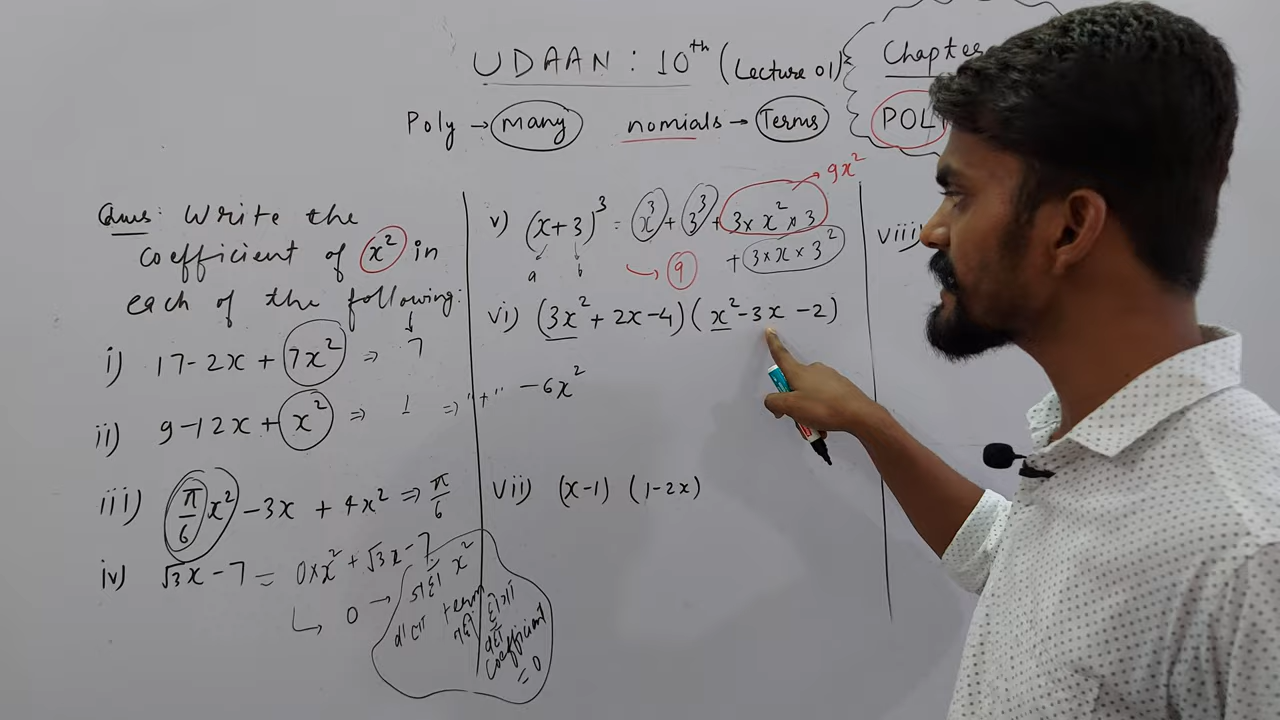 UDAAN : 10th (Lecture 01)
Chapte
Poly → many nomials → Terms
POL
Ques: Write the
coefficient of x² in
each of the following:
i) 17-2x + 7x² ⇒ 7
ii) 9-12x + x² ⇒ 1 ⇒ "+"
iii) π/6 x² - 3x + 4x² ⇒ π/6
iv) √3x - 7 = 0×x² + √3x - 7
↳ 0 →
x²
term
coefficient
= 0
v) (x+3)³ = x³ + 3³ + 3×x²×3 → 9x²
+ 3×x×3²
a b → 9
vi) (3x² + 2x - 4) (x² - 3x - 2)
-6x²
vii) (x-1) (1-2x)
viii